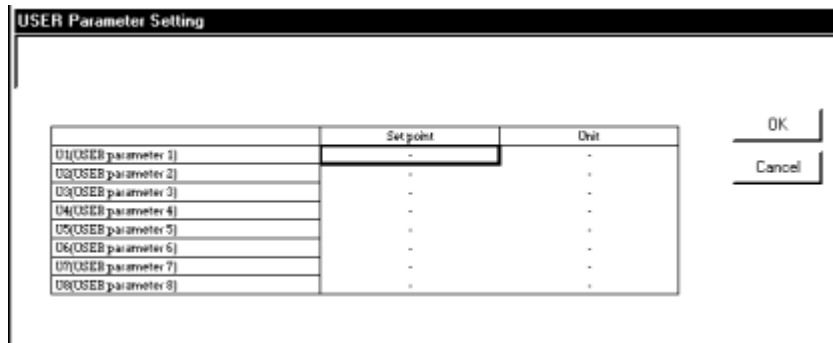 USER Parameter Setting
Set point Unit
U1(USER parameter 1) - -
U2(USER parameter 2) - -
U3(USER parameter 3) - -
U4(USER parameter 4) - -
U5(USER parameter 5) - -
U6(USER parameter 6) - -
U7(USER parameter 7) - -
U8(USER parameter 8) - -
OK
Cancel